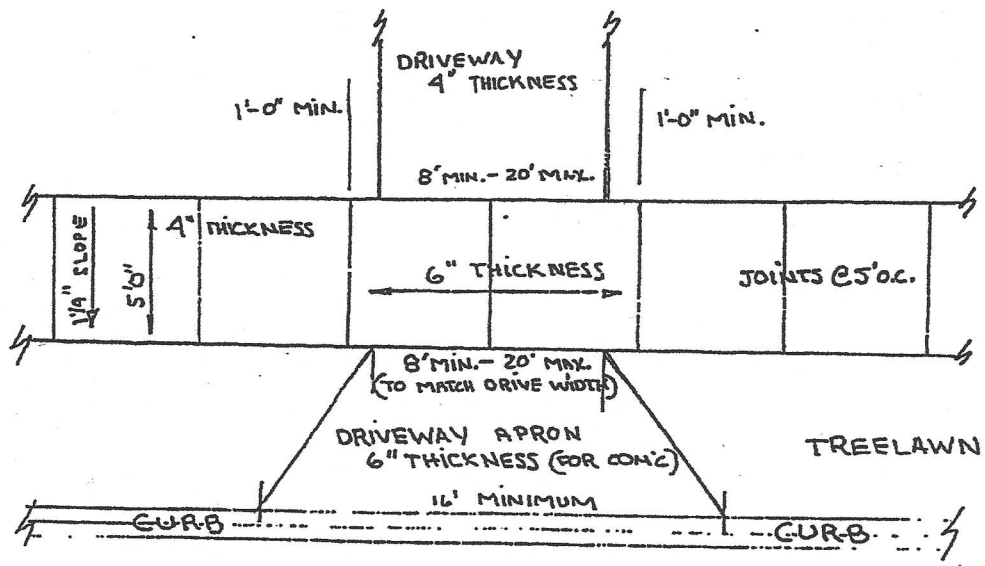 DRIVEWAY
4" THICKNESS
1'-0" MIN.
1'-0" MIN.
8' MIN.- 20' MAX.
1 1/4" SLOPE
5'0"
4" THICKNESS
6" THICKNESS
JOINTS @ 5' O.C.
8' MIN.- 20' MAX.
(TO MATCH DRIVE WIDTH)
DRIVEWAY APRON
6" THICKNESS (FOR CONC)
TREELAWN
16' MINIMUM
CURB
CURB